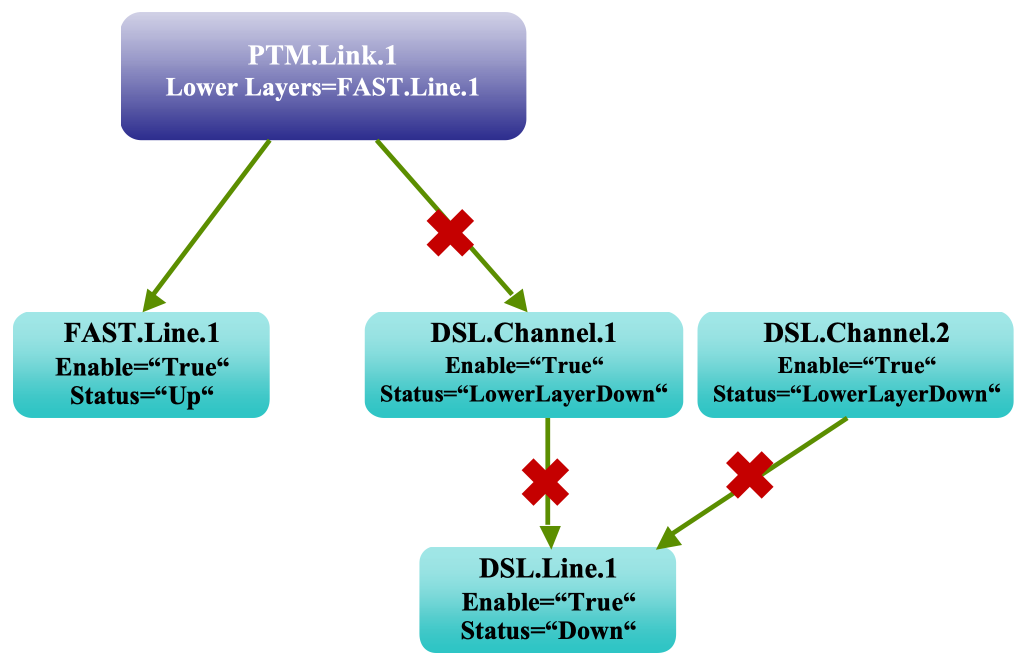 PTM.Link.1
Lower Layers=FAST.Line.1
FAST.Line.1
Enable=“True“
Status=“Up“
DSL.Channel.1
Enable=“True“
Status=“LowerLayerDown“
DSL.Channel.2
Enable=“True“
Status=“LowerLayerDown“
DSL.Line.1
Enable=“True“
Status=“Down“